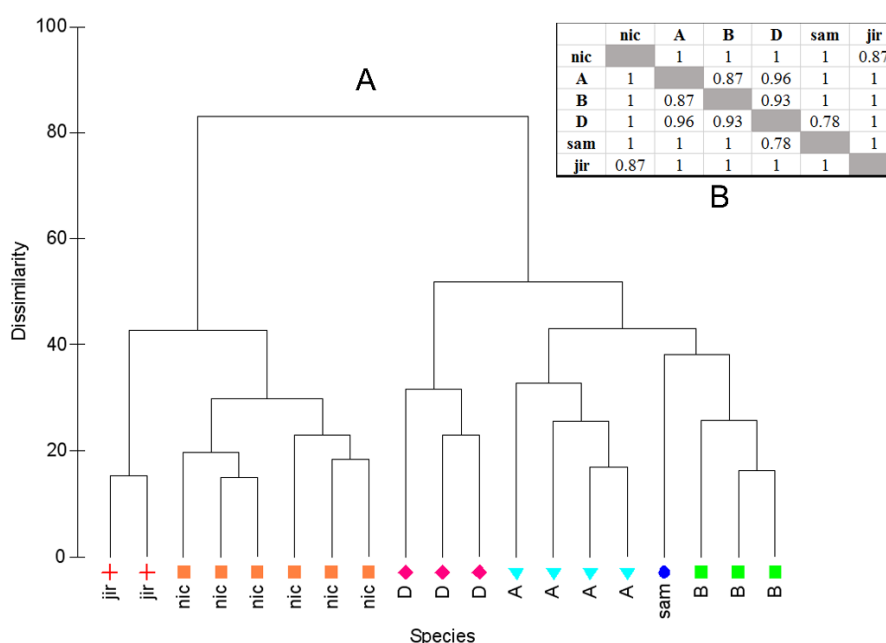 nic A B D sam jir
nic 1 1 1 1 0.87
A 1 0.87 0.96 1 1
B 1 0.87 0.93 1 1
D 1 0.96 0.93 0.78 1
sam 1 1 1 0.78 1
jir 0.87 1 1 1 1
B
A
100
80
60
40
20
0
Dissimilarity
jir jir nic nic nic nic nic nic D D D A A A A sam B B B
Species